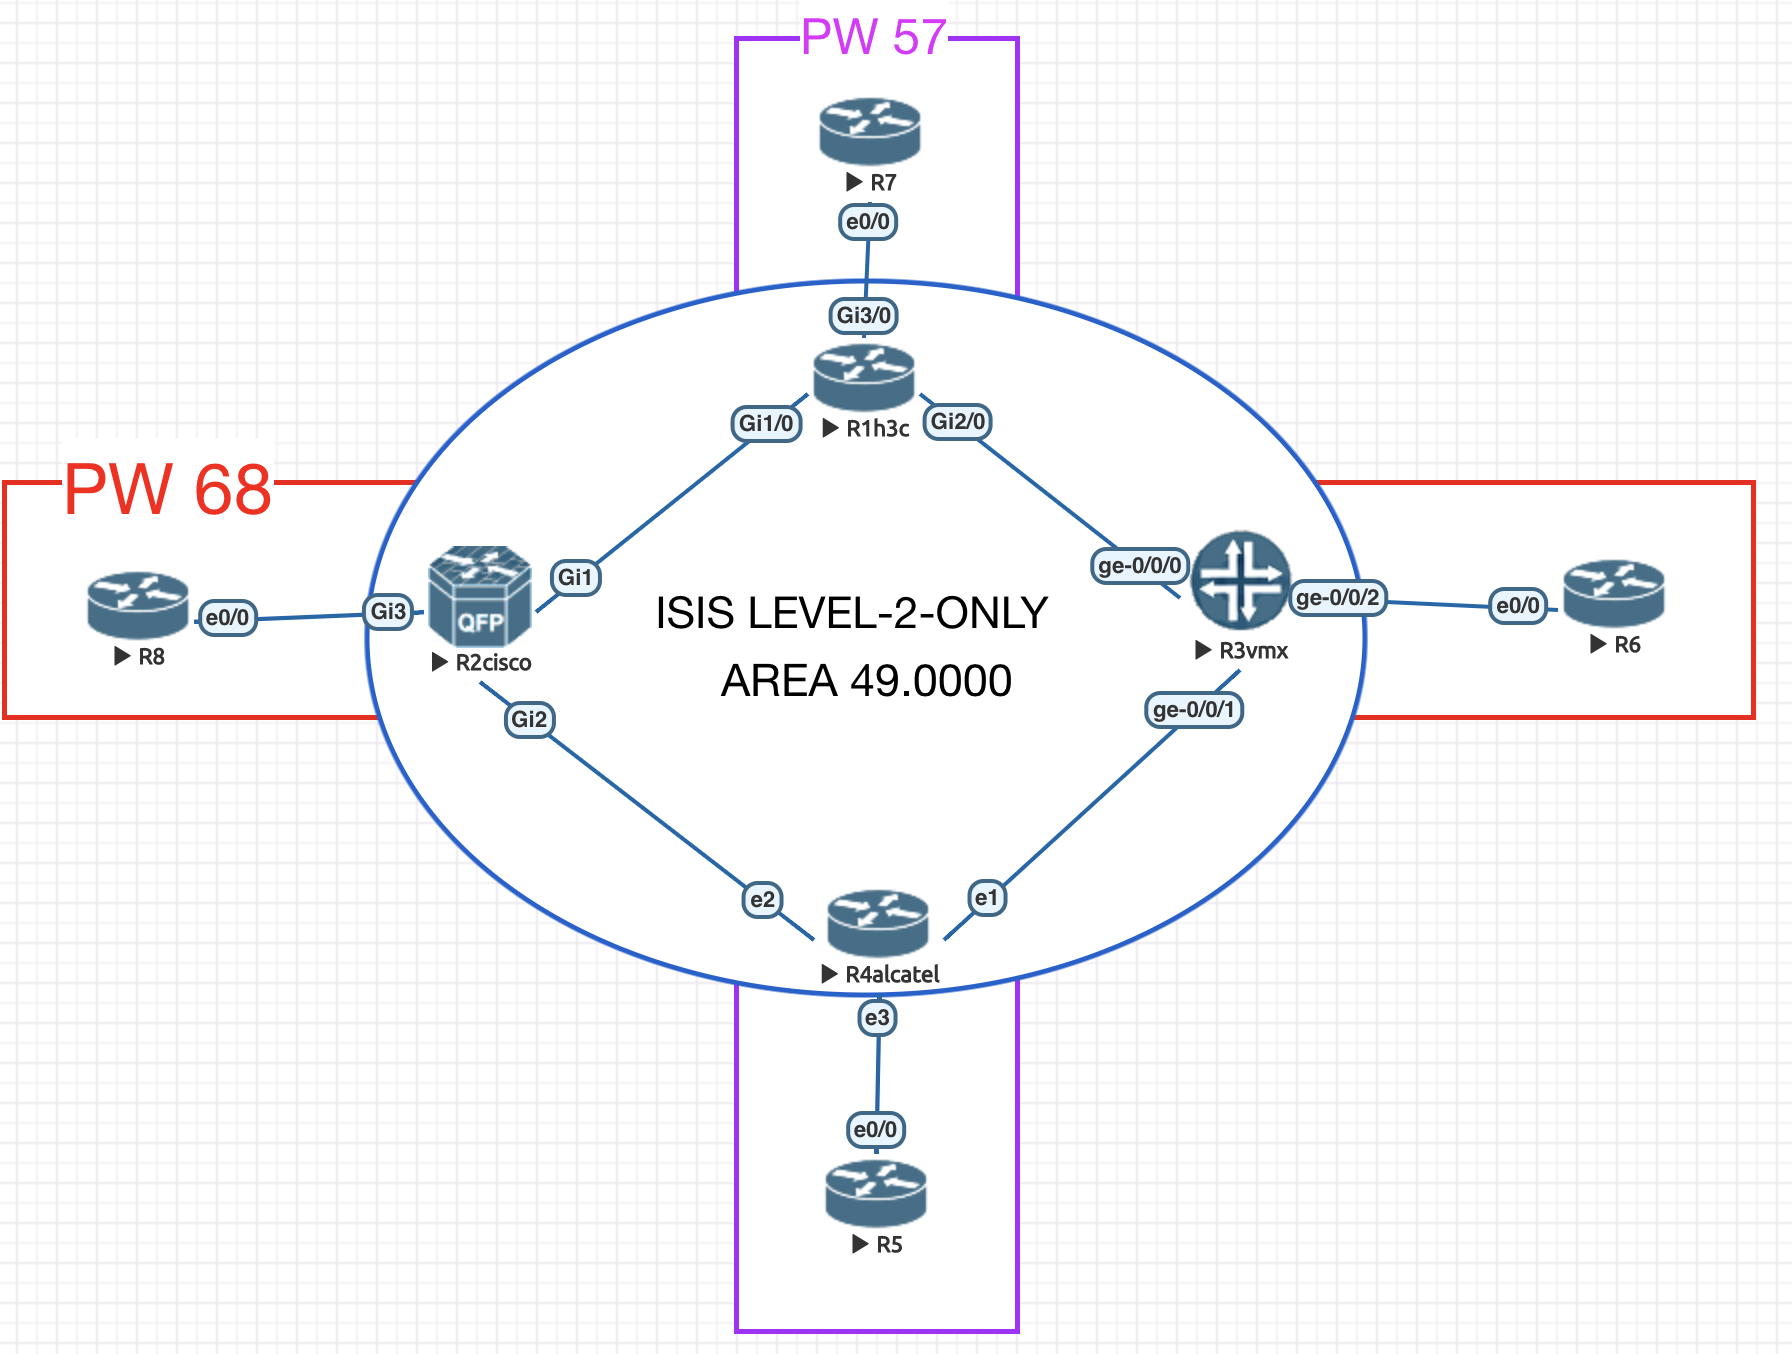 PW 57
R7
e0/0
Gi3/0
R1h3c
Gi1/0
Gi2/0
PW 68
R8
e0/0
Gi3
QFP
R2cisco
Gi1
Gi2
ISIS LEVEL-2-ONLY
AREA 49.0000
ge-0/0/0
R3vmx
ge-0/0/2
ge-0/0/1
e0/0
R6
e2
e1
R4alcatel
e3
e0/0
R5